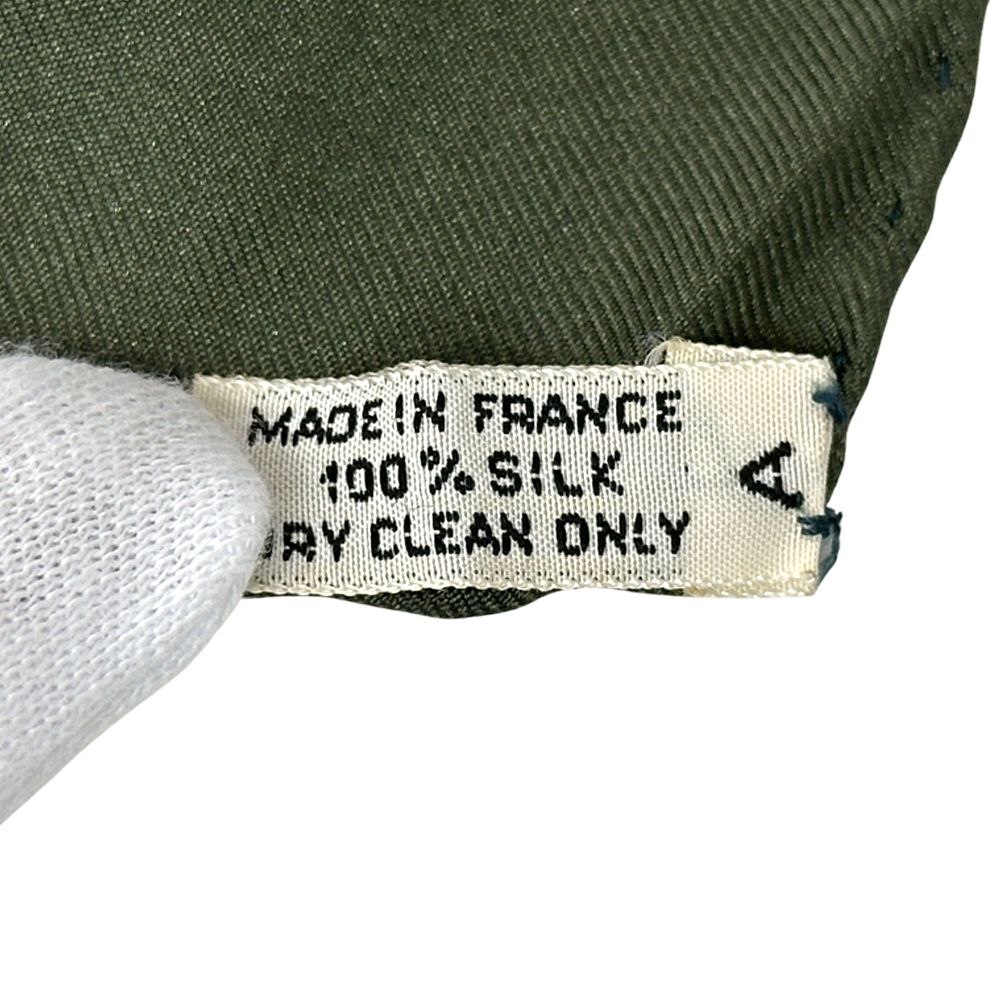 MADE IN FRANCE
100% SILK
DRY CLEAN ONLY
A